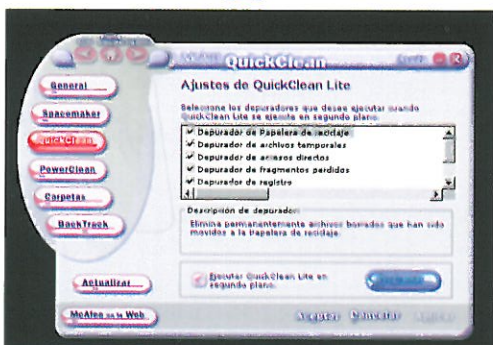 QuickClean
General
Spacemaker
QuickClean
PowerClean
Carpetas
BackTrack
Actualizar
McAfee en la Web
Ajustes de QuickClean Lite
Seleccione los depuradores que desee ejecutar cuando
QuickClean Lite se ejecute en segundo plano.
Depurador de Papelera de reciclaje
Depurador de archivos temporales
Depurador de accesos directos
Depurador de fragmentos perdidos
Depurador de registro
Descripción de depurador:
Elimina permanentemente archivos borrados que han sido
movidos a la Papelera de reciclaje.
Ejecutar QuickClean Lite en
segundo plano.
Aceptar Cancelar